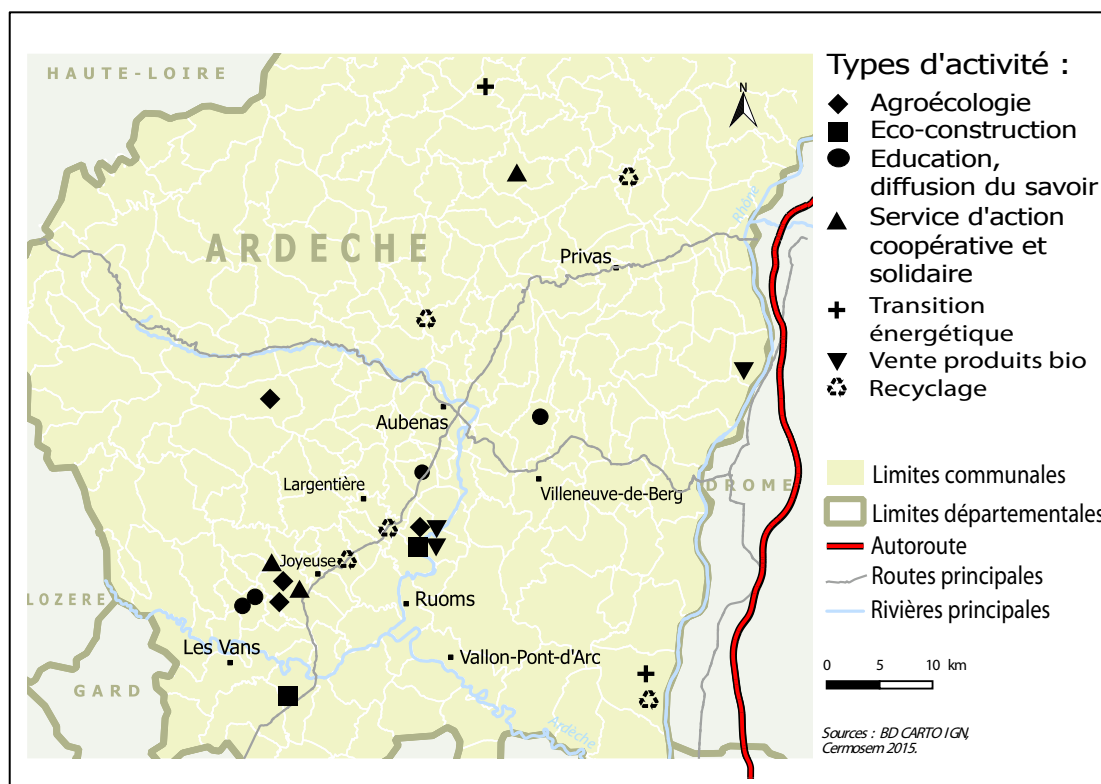 HAUTE-LOIRE
N
ARDECHE
Rhône
Privas
Aubenas
Largentière
Villeneuve-de-Berg
DROME
Joyeuse
LOZERE
Ruoms
Les Vans
Vallon-Pont-d'Arc
GARD
Ardèche
Types d'activité :
Agroécologie
Eco-construction
Education,
diffusion du savoir
Service d'action
coopérative et
solidaire
Transition
énergétique
Vente produits bio
Recyclage
Limites communales
Limites départementales
Autoroute
Routes principales
Rivières principales
0 5 10 km
Sources : BD CARTO IGN,
Cermosem 2015.